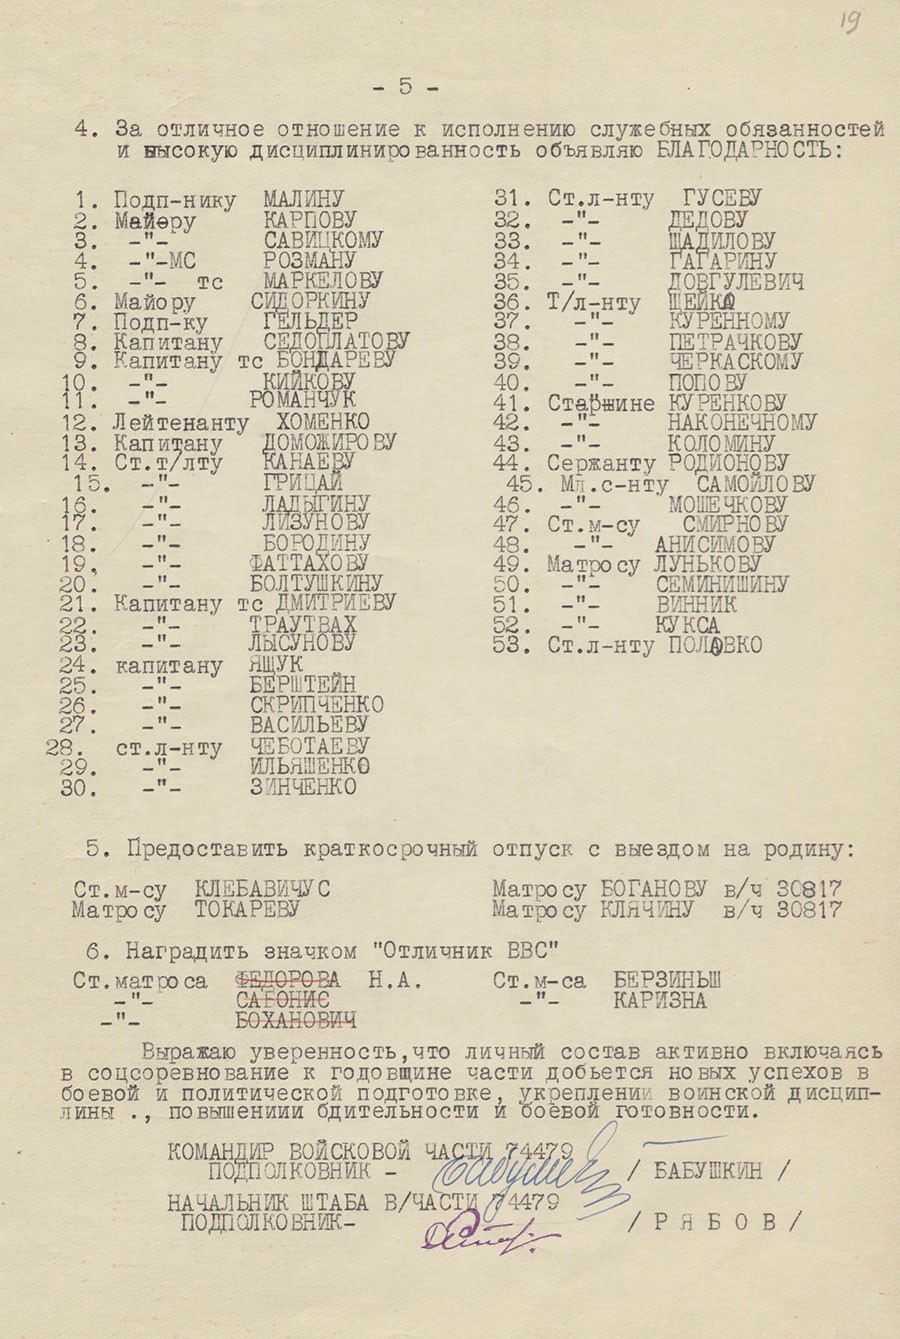 19
- 5 -
4. За отличное отношение к исполнению служебных обязанностей
и высокую дисциплинированность объявляю БЛАГОДАРНОСТЬ:
1. Подп-нику МАЛИНУ
2. Майору КАРПОВУ
3. -"- САВИЦКОМУ
4. -"-МС РОЗМАНУ
5. -"- тс МАРКЕЛОВУ
6. Майору СИДОРКИНУ
7. Подп-ку ГЕЛЬДЕР
8. Капитану СЕДОПЛАТОВУ
9. Капитану тс БОНДАРЕВУ
10. -"- КИЙКОВУ
11. -"- РОМАНЧУК
12. Лейтенанту ХОМЕНКО
13. Капитану ДОМОЖИРОВУ
14. Ст.т/лту КАНАЕВУ
15. -"- ГРИЦАЙ
16. -"- ЛАДЫГИНУ
17. -"- ЛИЗУНОВУ
18. -"- БОРОДИНУ
19, -"- ФАТТАХОВУ
20. -"- БОЛТУШКИНУ
21. Капитану тс ДМИТРИЕВУ
22. -"- ТРАУТВАХ
23. -"- ЛЫСУНОВУ
24. капитану ЯЩУК
25. -"- БЕРШТЕЙН
26. -"- СКРИПЧЕНКО
27. -"- ВАСИЛЬЕВУ
28. ст.л-нту ЧЕБОТАЕВУ
29. -"- ИЛЬЯШЕНКО
30. -"- ЗИНЧЕНКО
31. Ст.л-нту ГУСЕВУ
32. -"- ДЕДОВУ
33. -"- ШАДИЛОВУ
34. -"- ГАГАРИНУ
35. -"- ДОВГУЛЕВИЧ
36. Т/л-нту ШЕЙКА
37. -"- КУРЕННОМУ
38. -"- ПЕТРАЧКОВУ
39. -"- ЧЕРКАСКОМУ
40. -"- ПОПОВУ
41. Старшине КУРЕНКОВУ
42. -"- НАКОНЕЧНОМУ
43. -"- КОЛОМИНУ
44. Сержанту РОДИОНОВУ
45. Мл.с-нту САМОЙЛОВУ
46. -"- МОШЕЧКОВУ
47. Ст.м-су СМИРНОВУ
48. -"- АНИСИМОВУ
49. Матросу ЛУНЬКОВУ
50. -"- СЕМИНИШИНУ
51. -"- ВИННИК
52. -"- КУКСА
53. Ст.л-нту ПОЛАВКО
5. Предоставить краткосрочный отпуск с выездом на родину:
Ст.м-су КЛЕБАВИЧУС Матросу БОГАНОВУ в/ч 30817
Матросу ТОКАРЕВУ Матросу КЛЯЧИНУ в/ч 30817
6. Наградить значком "Отличник ВВС"
Ст.матроса ФЕДОРОВА Н.А. Ст.м-са БЕРЗИНЬШ
-"- САБОНИС -"- КАРИЗНА
-"- БОХАНОВИЧ
Выражаю уверенность,что личный состав активно включаясь
в соцсоревнование к годовщине части добьется новых успехов в
боевой и политической подготовке, укреплении воинской дисцип-
лины ., повышениии бдительности и боевой готовности.
КОМАНДИР ВОЙСКОВОЙ ЧАСТИ 74479
ПОДПОЛКОВНИК - / БАБУШКИН /
НАЧАЛЬНИК ШТАБА В/ЧАСТИ 74479
ПОДПОЛКОВНИК- / Р Я Б О В /